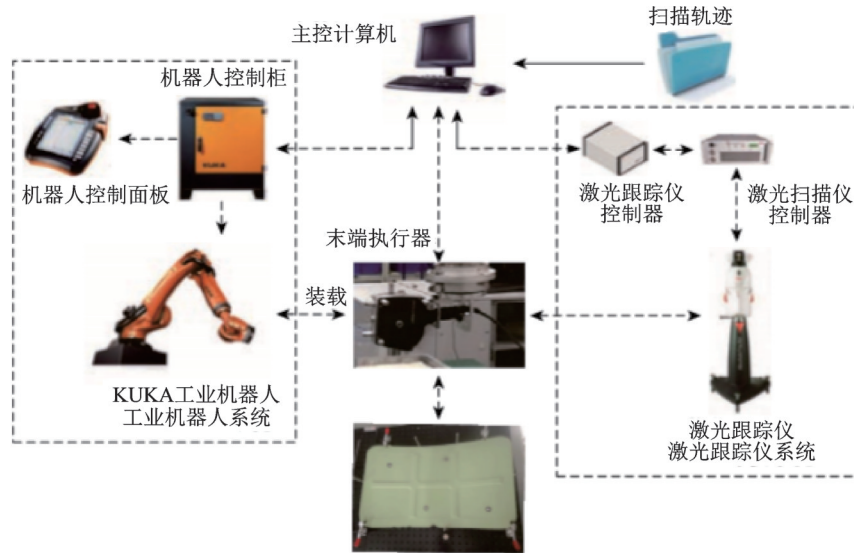 扫描轨迹
主控计算机
机器人控制柜
KUKA
机器人控制面板
激光跟踪仪
控制器
激光扫描仪
控制器
末端执行器
装载
KUKA工业机器人
工业机器人系统
激光跟踪仪
激光跟踪仪系统